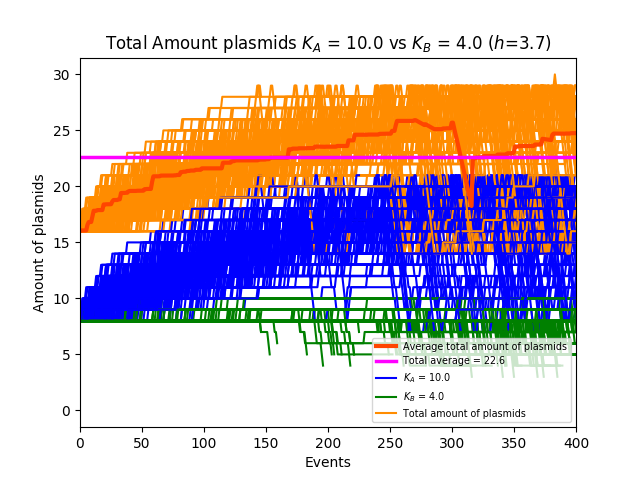 Total Amount plasmids K_A = 10.0 vs K_B = 4.0 (h=3.7)
Amount of plasmids
30
25
20
15
10
5
0
Average total amount of plasmids
Total average = 22.6
K_A = 10.0
K_B = 4.0
Total amount of plasmids
0 50 100 150 200 250 300 350 400
Events